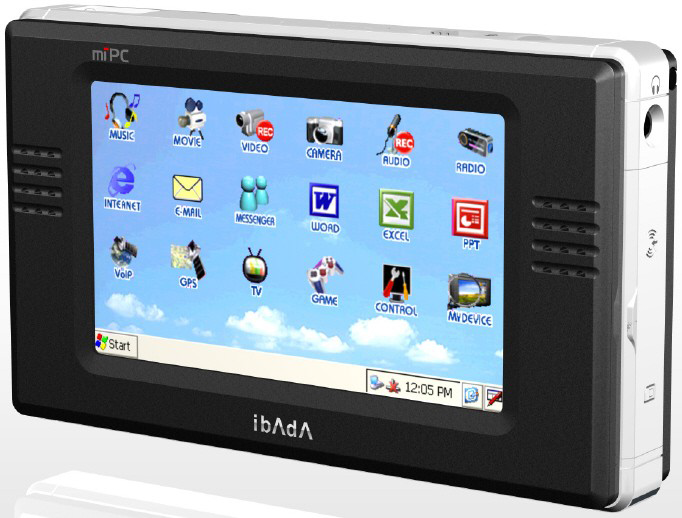 miPC
MUSIC MOVIE VIDEO CAMERA AUDIO RADIO
REC REC
INTERNET E-MAIL MESSENGER WORD EXCEL PPT
VoIP GPS TV GAME CONTROL MYDEVICE
Start 12:05 PM
ibAdA